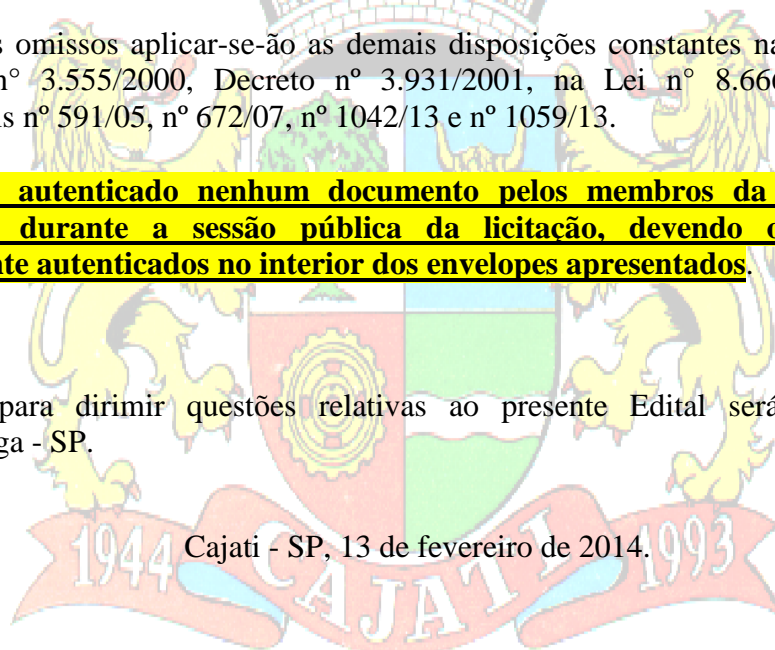 s omissos aplicar-se-ão as demais disposições constantes na
n° 3.555/2000, Decreto nº 3.931/2001, na Lei n° 8.666
is nº 591/05, nº 672/07, nº 1042/13 e nº 1059/13.
autenticado nenhum documento pelos membros da
durante a sessão pública da licitação, devendo
te autenticados no interior dos envelopes apresentados.
para dirimir questões relativas ao presente Edital será
ga - SP.
Cajati - SP, 13 de fevereiro de 2014.
1944 CAJATI 1993